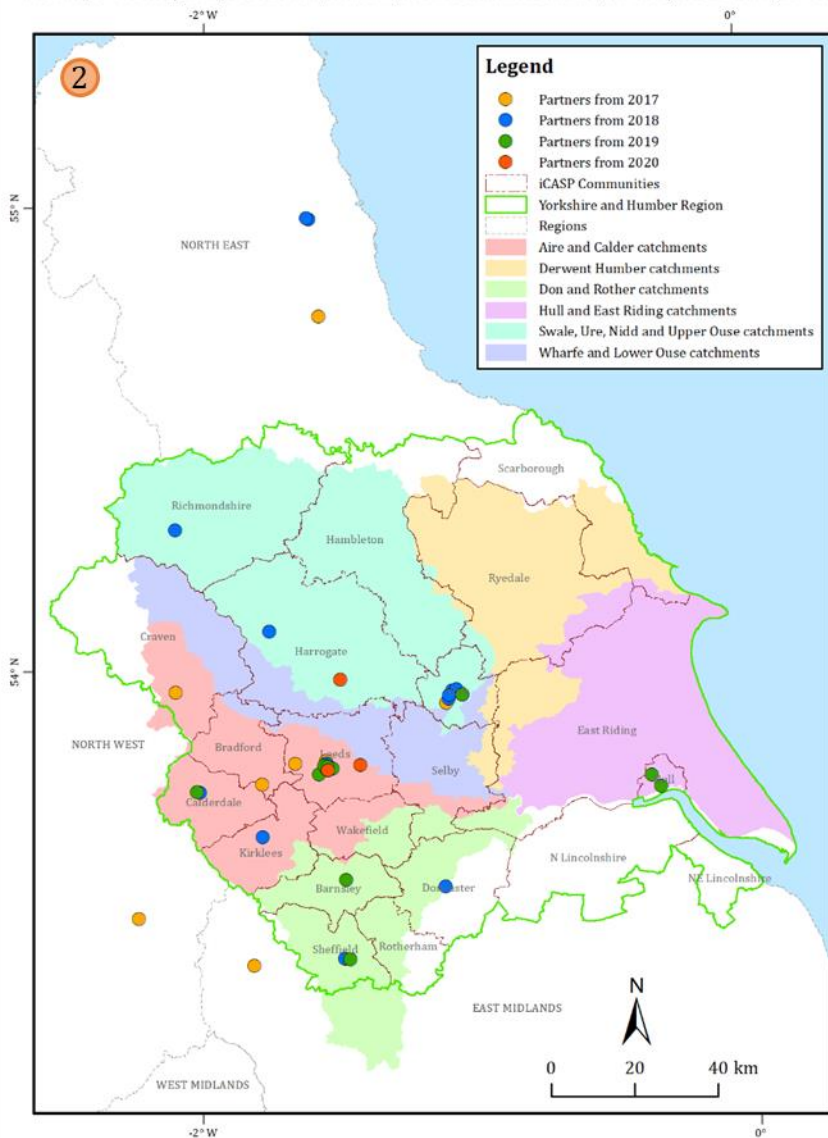 -2° W
0°
2
Legend
Partners from 2017
Partners from 2018
Partners from 2019
Partners from 2020
iCASP Communities
Yorkshire and Humber Region
Regions
Aire and Calder catchments
Derwent Humber catchments
Don and Rother catchments
Hull and East Riding catchments
Swale, Ure, Nidd and Upper Ouse catchments
Wharfe and Lower Ouse catchments
55° N
NORTH EAST
Scarborough
Richmondshire
Hambleton
Ryedale
Craven
Harrogate
54° N
NORTH WEST
Bradford
Leeds
East Riding
Selby
Calderdale
Wakefield
Kirklees
N Lincolnshire
NE Lincolnshire
Barnsley
Doncaster
Sheffield
Rotherham
N
EAST MIDLANDS
0 20 40 km
WEST MIDLANDS
-2° W
0°